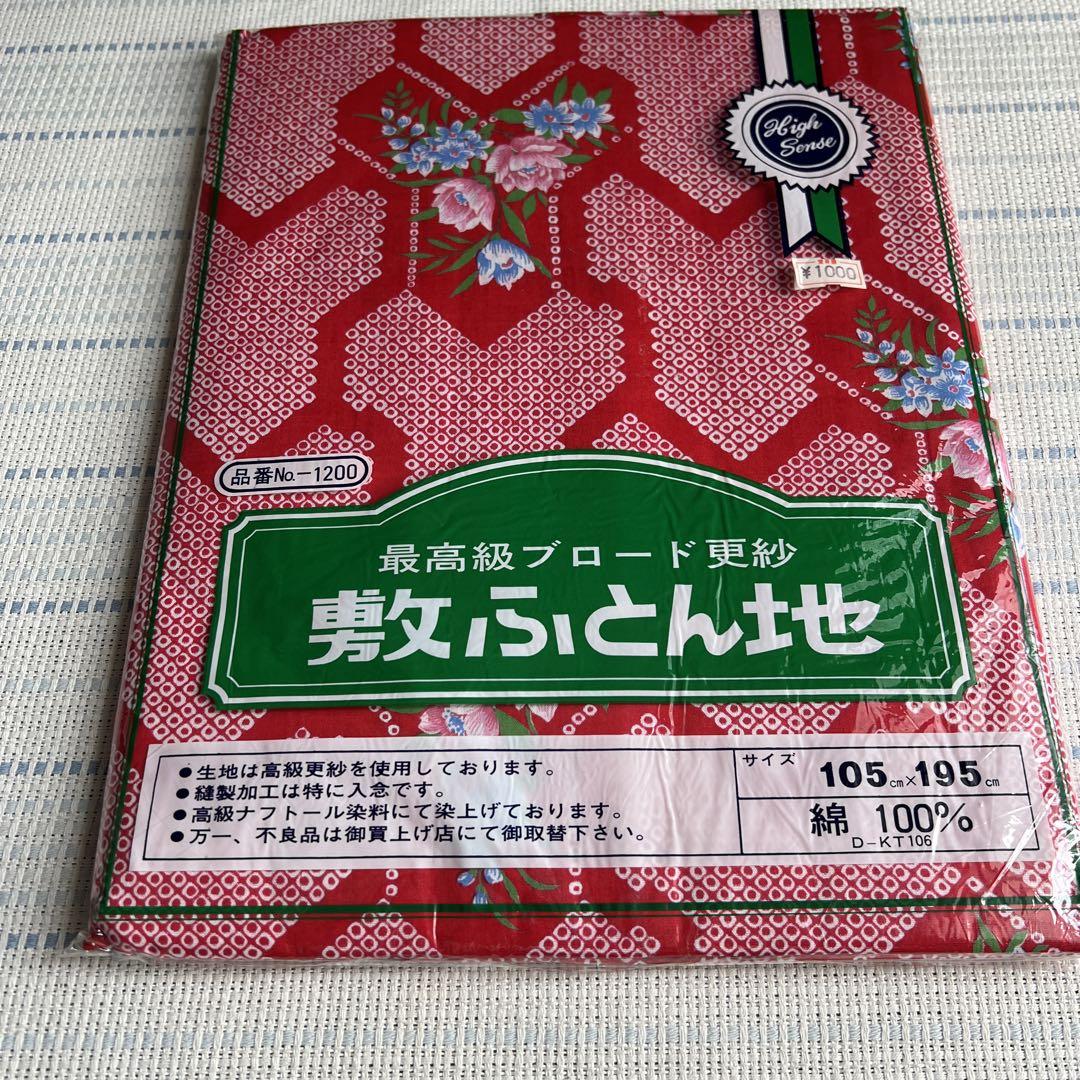 High
Sense
¥1000
品番No.-1200
最高級ブロード更紗
敷ふとん地
●生地は高級更紗を使用しております。
●縫製加工は特に入念です。
●高級ナフトール染料にて染上げております。
●万一、不良品は御買上げ店にて御取替下さい。
サイズ
105cm×195cm
綿 100%
D-KT106